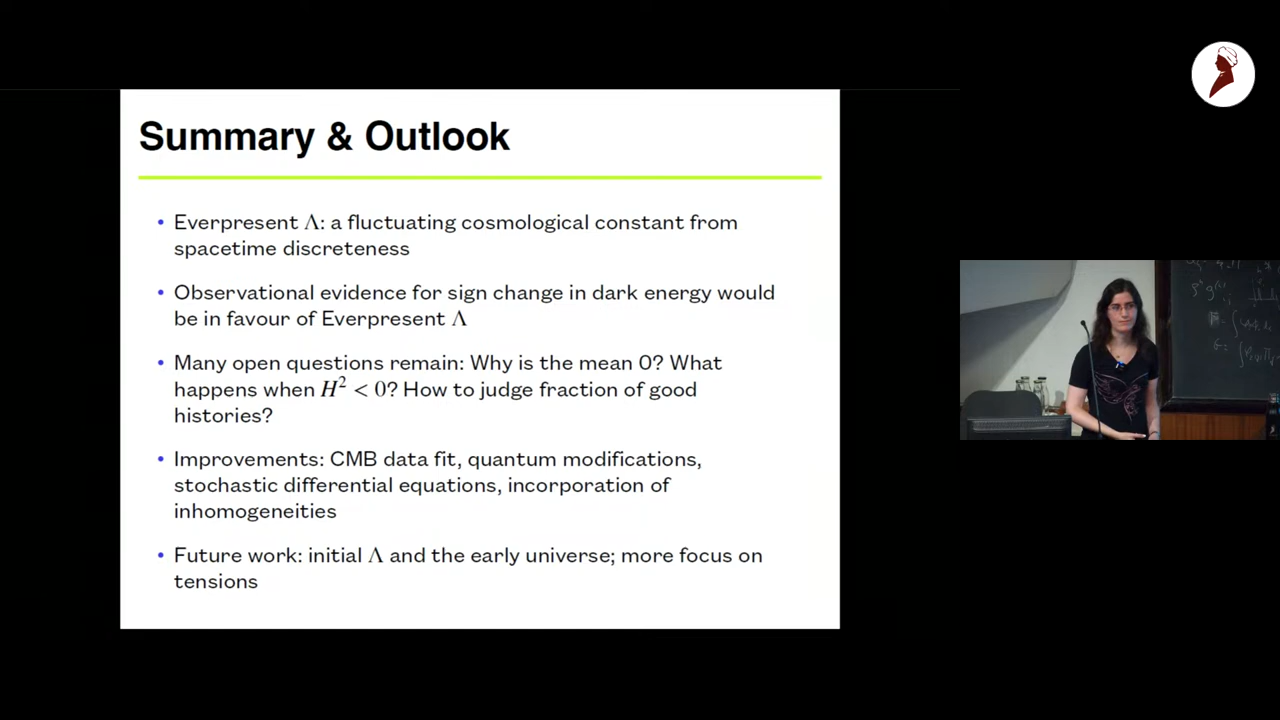 Summary & Outlook
• Everpresent Λ: a fluctuating cosmological constant from
spacetime discreteness
• Observational evidence for sign change in dark energy would
be in favour of Everpresent Λ
• Many open questions remain: Why is the mean 0? What
happens when H² < 0? How to judge fraction of good
histories?
• Improvements: CMB data fit, quantum modifications,
stochastic differential equations, incorporation of
inhomogeneities
• Future work: initial Λ and the early universe; more focus on
tensions